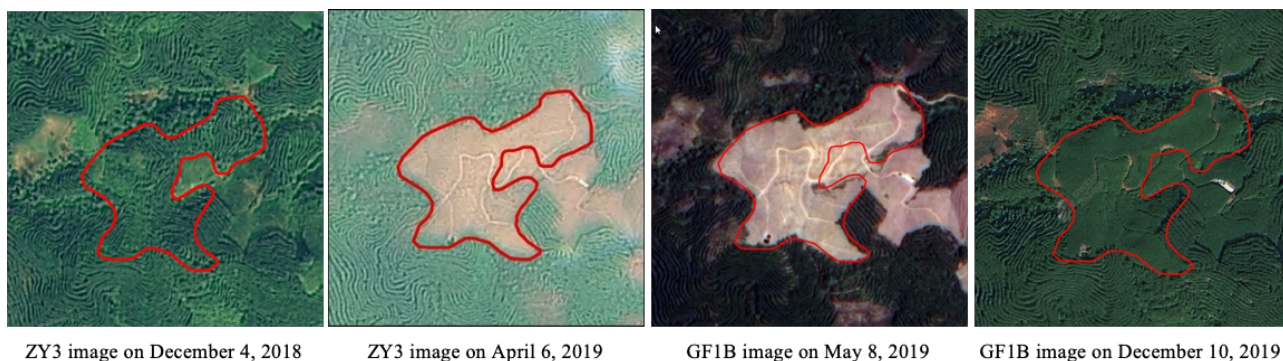 ZY3 image on December 4, 2018
ZY3 image on April 6, 2019
GF1B image on May 8, 2019
GF1B image on December 10, 2019